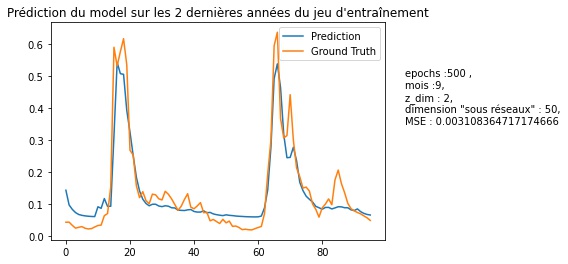 Prédiction du model sur les 2 dernières années du jeu d'entraînement
Prediction
Ground Truth
epochs :500 ,
mois :9,
z_dim : 2,
dimension "sous réseaux" : 50,
MSE : 0.003108364717174666
0.6
0.5
0.4
0.3
0.2
0.1
0.0
0
20
40
60
80